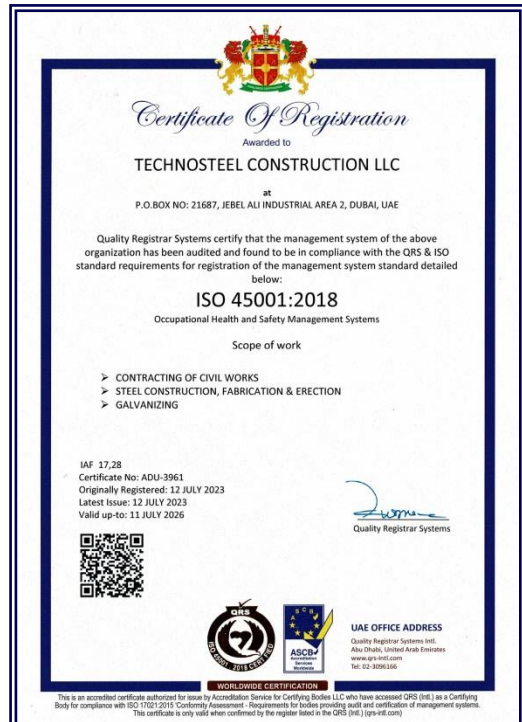 Certificate Of Registration
Awarded to
TECHNOSTEEL CONSTRUCTION LLC
at
P.O.BOX NO: 21687, JEBEL ALI INDUSTRIAL AREA 2, DUBAI, UAE
Quality Registrar Systems certify that the management system of the above
organization has been audited and found to be in compliance with the QRS & ISO
standard requirements for registration of the management system standard detailed
below:
ISO 45001:2018
Occupational Health and Safety Management Systems
Scope of work
➢ CONTRACTING OF CIVIL WORKS
➢ STEEL CONSTRUCTION, FABRICATION & ERECTION
➢ GALVANIZING
IAF 17,28
Certificate No: ADU-3961
Originally Registered: 12 JULY 2023
Latest Issue: 12 JULY 2023
Valid up-to: 11 JULY 2026
Quality Registrar Systems
QRS
ISO 45001 : 2018 CERTIFIED
ASCB
Accreditation
Services
Worldwide
UAE OFFICE ADDRESS
Quality Registrar Systems Intl.
Abu Dhabi, United Arab Emirates
www.qrs-intl.com
Tel: 02-3096166
WORLDWIDE CERTIFICATION
This is an accredited certificate authorized for issue by Accreditation Service for Certifying Bodies LLC who have accessed QRS (Intl.) as a Certifying
Body for compliance with ISO 17021:2015 'Conformity Assessment - Requirements for bodies providing audit and certification of management systems.
This certificate is only valid when confirmed by the register listed in the QRS (Intl.) (qrs-intl.com)